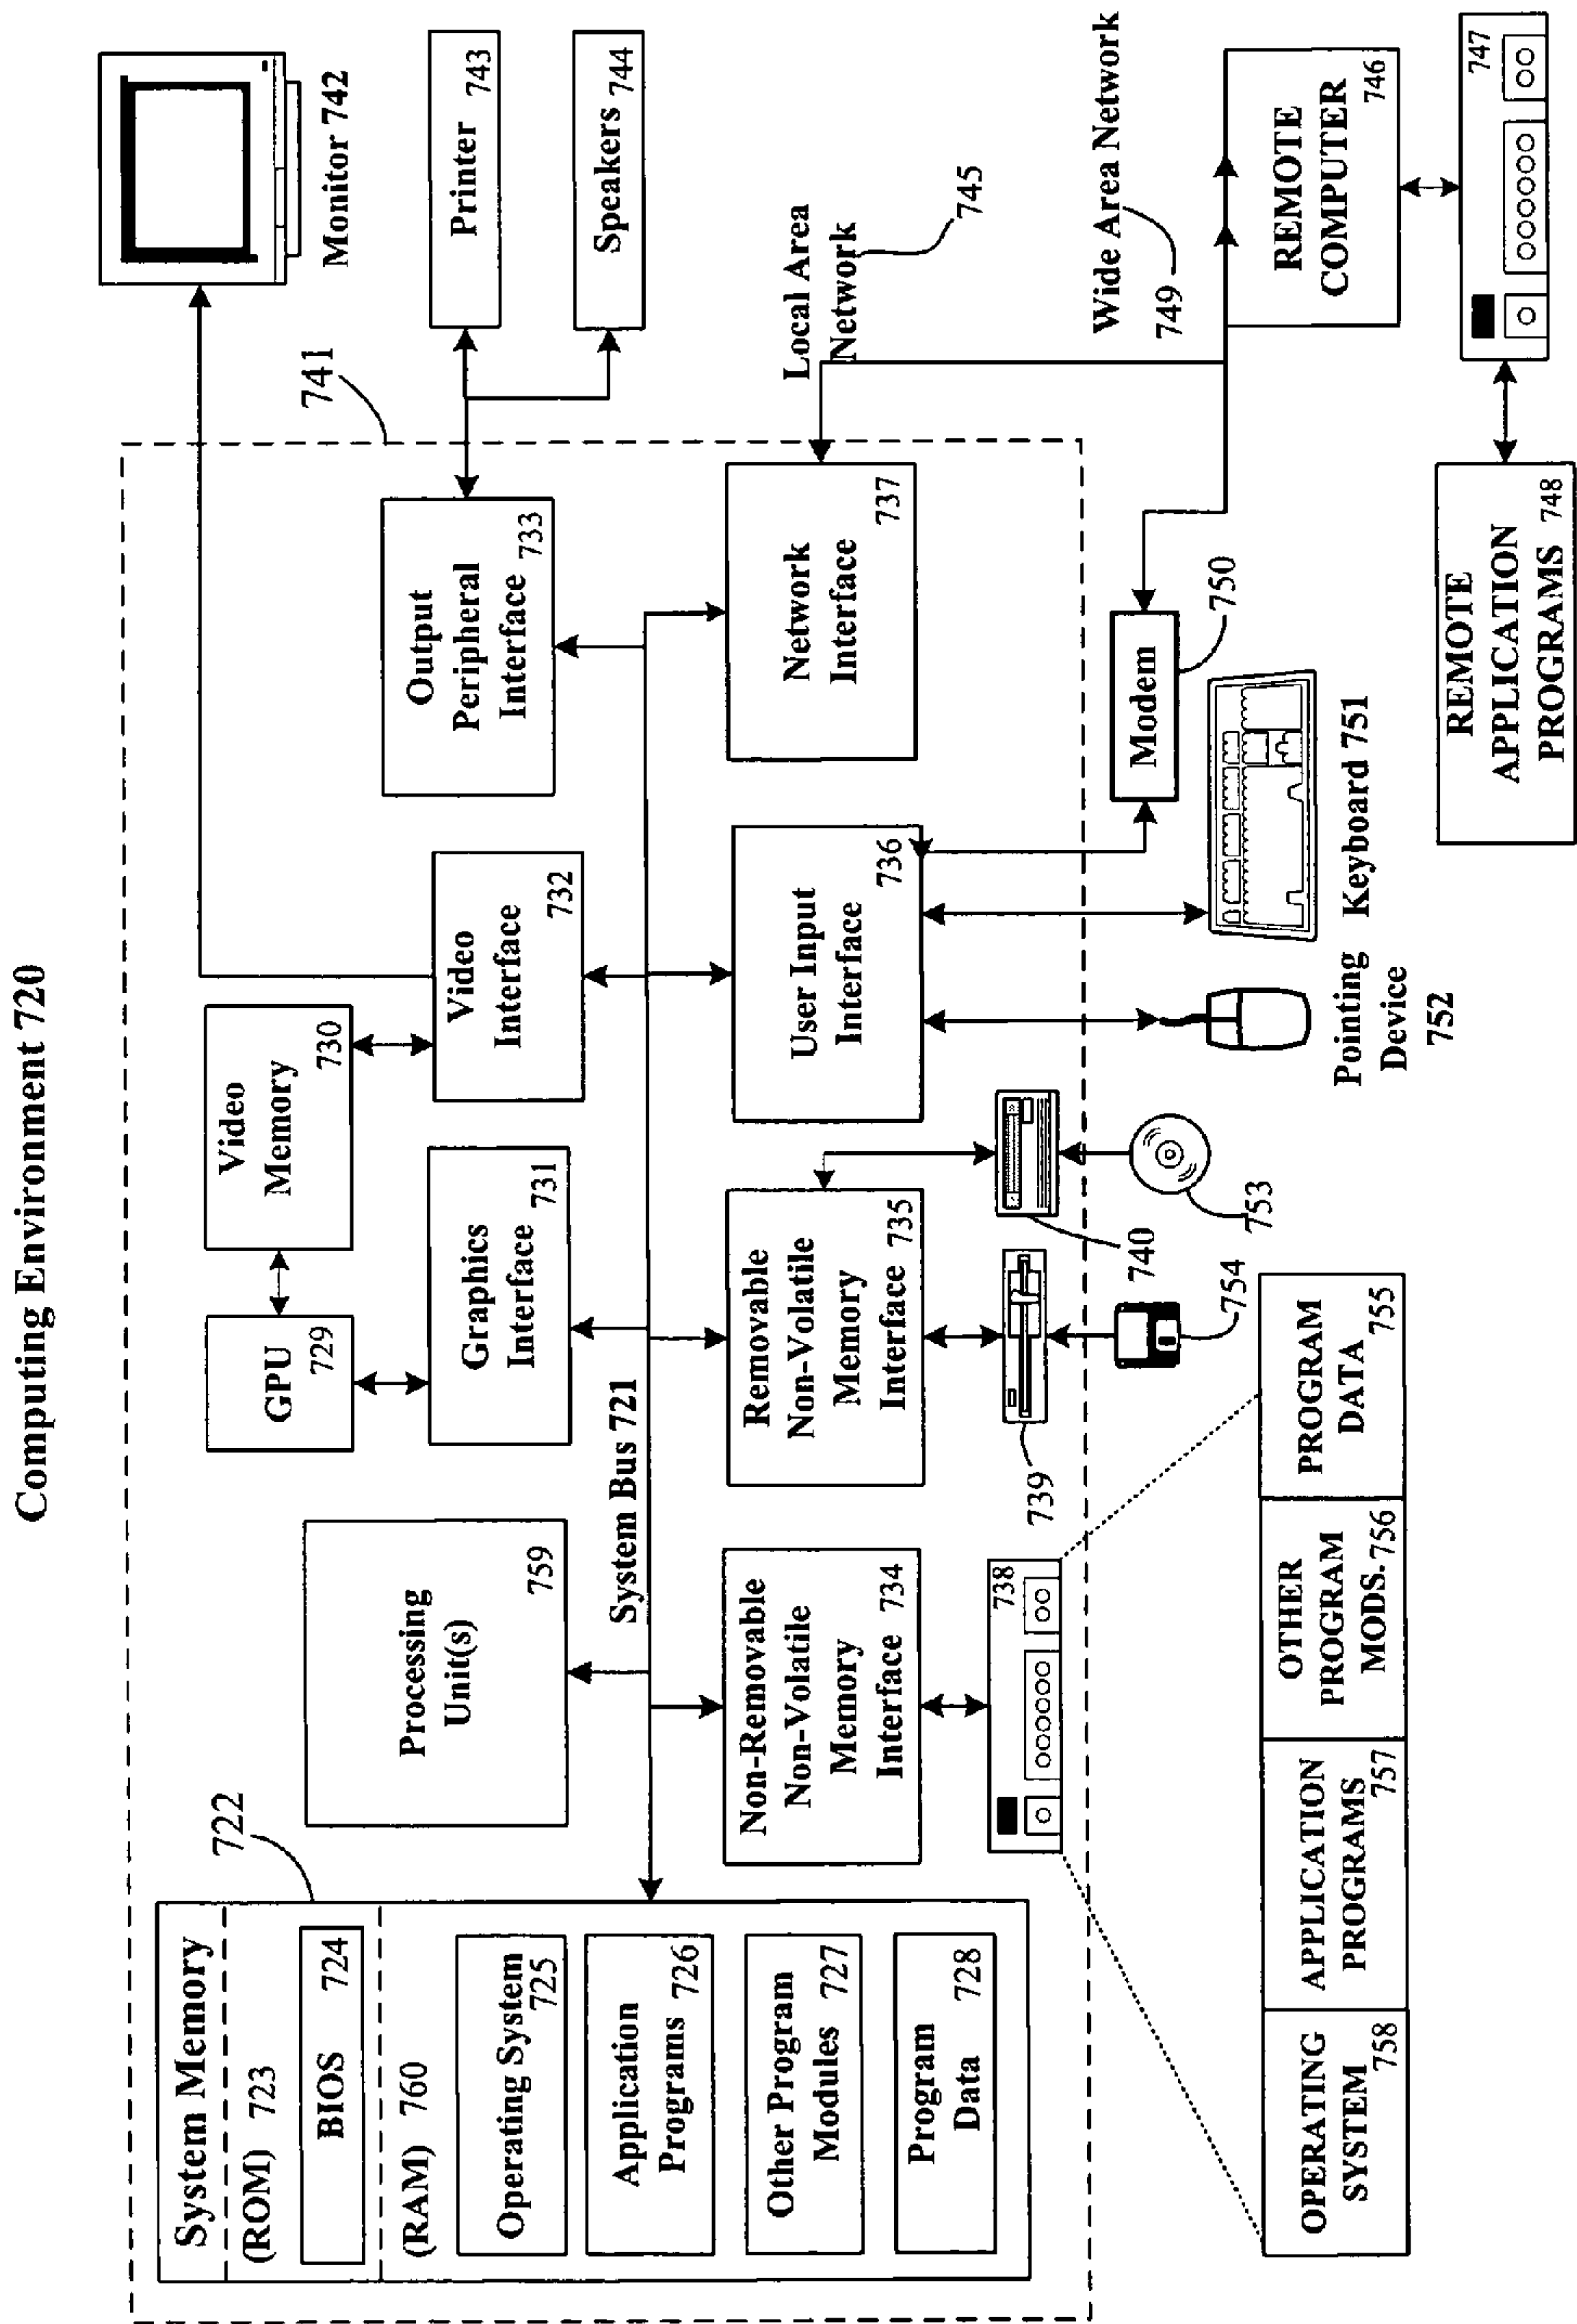 Computing Environment 720
System Memory
722
(ROM) 723
BIOS 724
(RAM) 760
Operating System
725
Application
Programs 726
Other Program
Modules 727
Program
Data 728
Processing
Unit(s)
759
System Bus 721
GPU
729
Video
Memory
730
Graphics
Interface
731
Video
Interface
732
Output
Peripheral
Interface 733
741
Monitor 742
Printer 743
Speakers 744
Non-Removable
Non-Volatile
Memory
Interface 734
Removable
Non-Volatile
Memory
Interface 735
User Input
Interface
736
Network
Interface
737
Local Area
Network
745
Wide Area Network
749
738
739
740
754
753
Pointing
Device
752
Keyboard 751
Modem
750
REMOTE
COMPUTER
746
747
REMOTE
APPLICATION
PROGRAMS 748
OPERATING
SYSTEM
758
APPLICATION
PROGRAMS
757
OTHER
PROGRAM
MODS. 756
PROGRAM
DATA
755